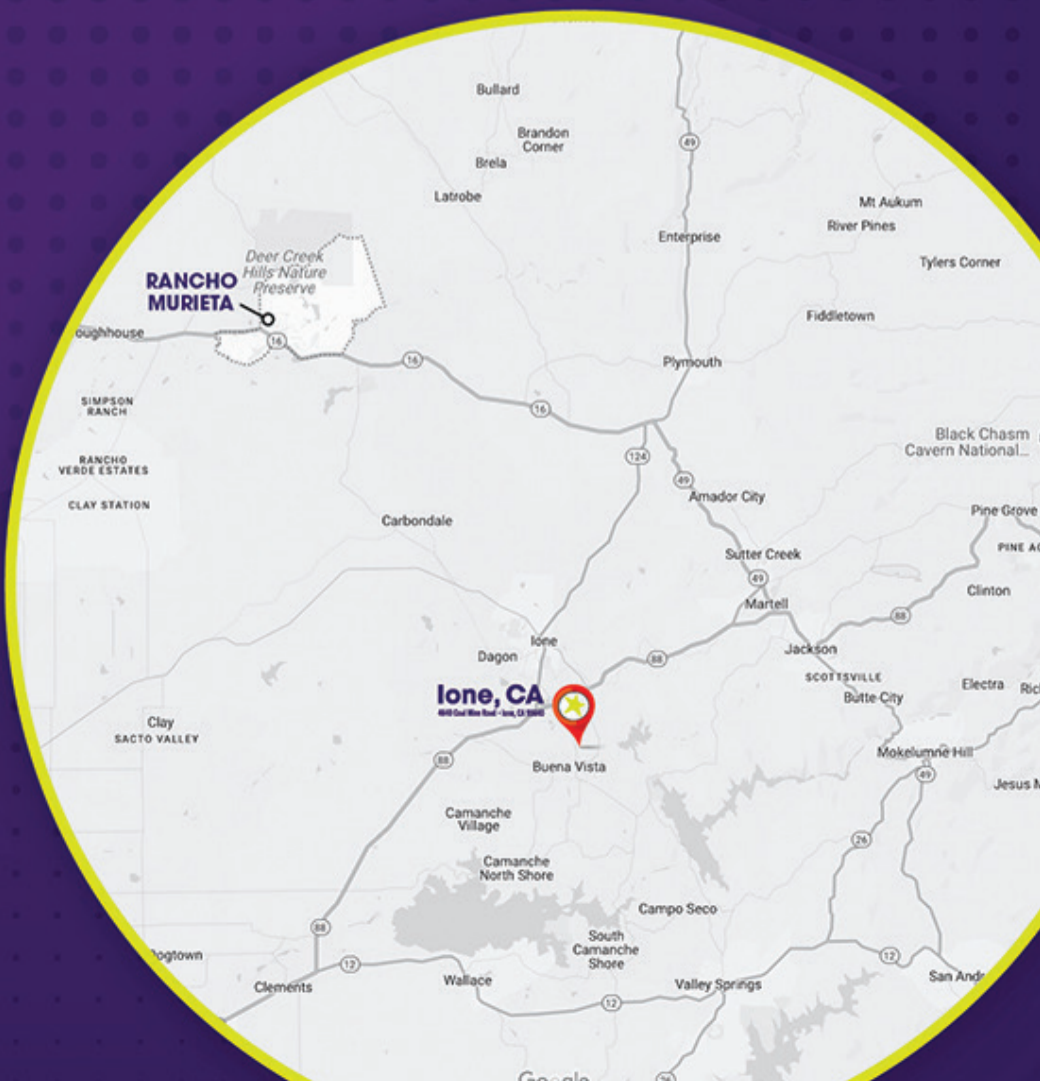 Bullard
Brandon
Corner
49
Brela
Latrobe
Mt Aukum
River Pines
Enterprise
Deer Creek
Hills Nature
Preserve
Tylers Corner
RANCHO
MURIETA
Fiddletown
oughhouse
16
16
Plymouth
SIMPSON
RANCH
16
Black Chasm
Cavern National...
124
RANCHO
VERDE ESTATES
49
Amador City
CLAY STATION
Pine Grove
Carbondale
PINE AC
Sutter Creek
49
Clinton
Martell
88
Ione
Jackson
Dagon
88
SCOTTSVILLE
Electra
Ric
Ione, CA
Butte City
Clay
SACTO VALLEY
Mokelumne Hill
88
Buena Vista
49
Jesus M
Camanche
Village
26
Camanche
North Shore
Campo Seco
88
South
Camanche
Shore
ogtown
12
12
Clements
Wallace
Valley Springs
San And
12
26
Google